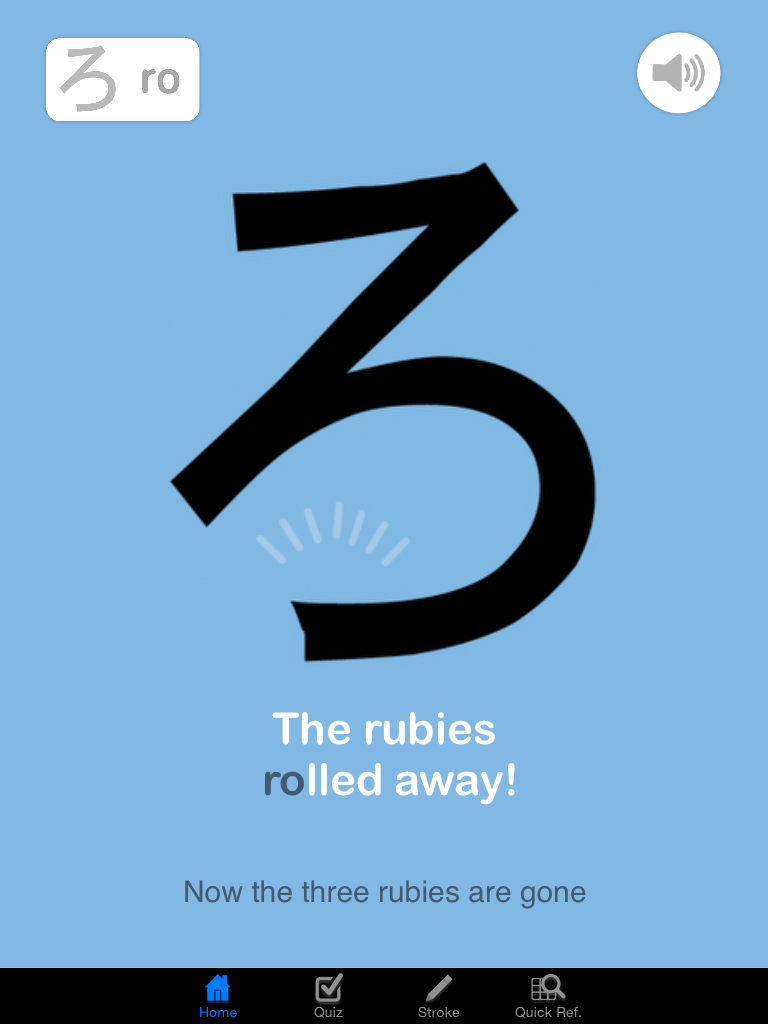 ろ ro
ろ
The rubies
rolled away!
Now the three rubies are gone
Home Quiz Stroke Quick Ref.